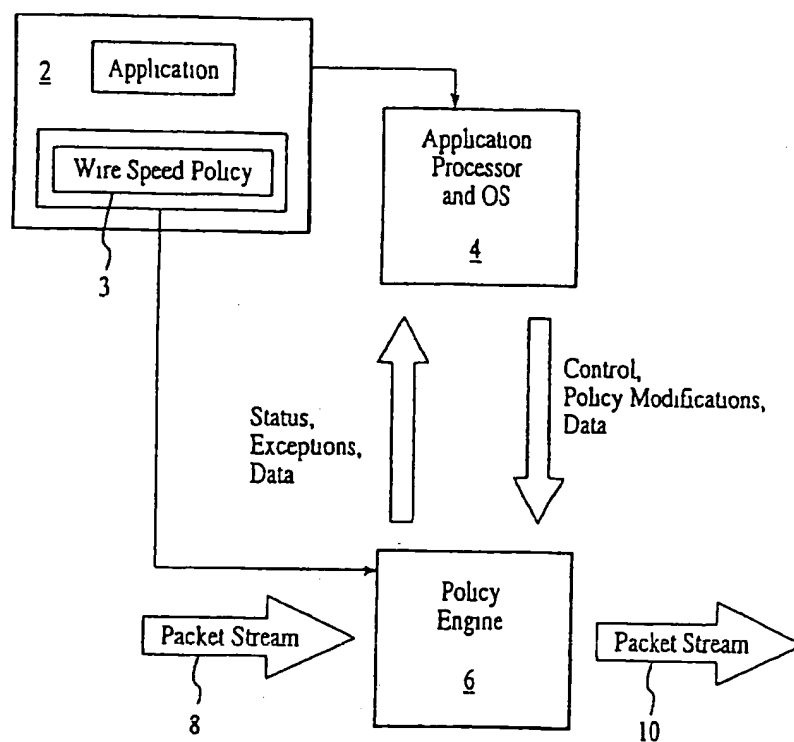 2
Application
Wire Speed Policy
3
Application
Processor
and OS
4
Status,
Exceptions,
Data
Control,
Policy Modifications,
Data
Packet Stream
8
Policy
Engine
6
Packet Stream
10